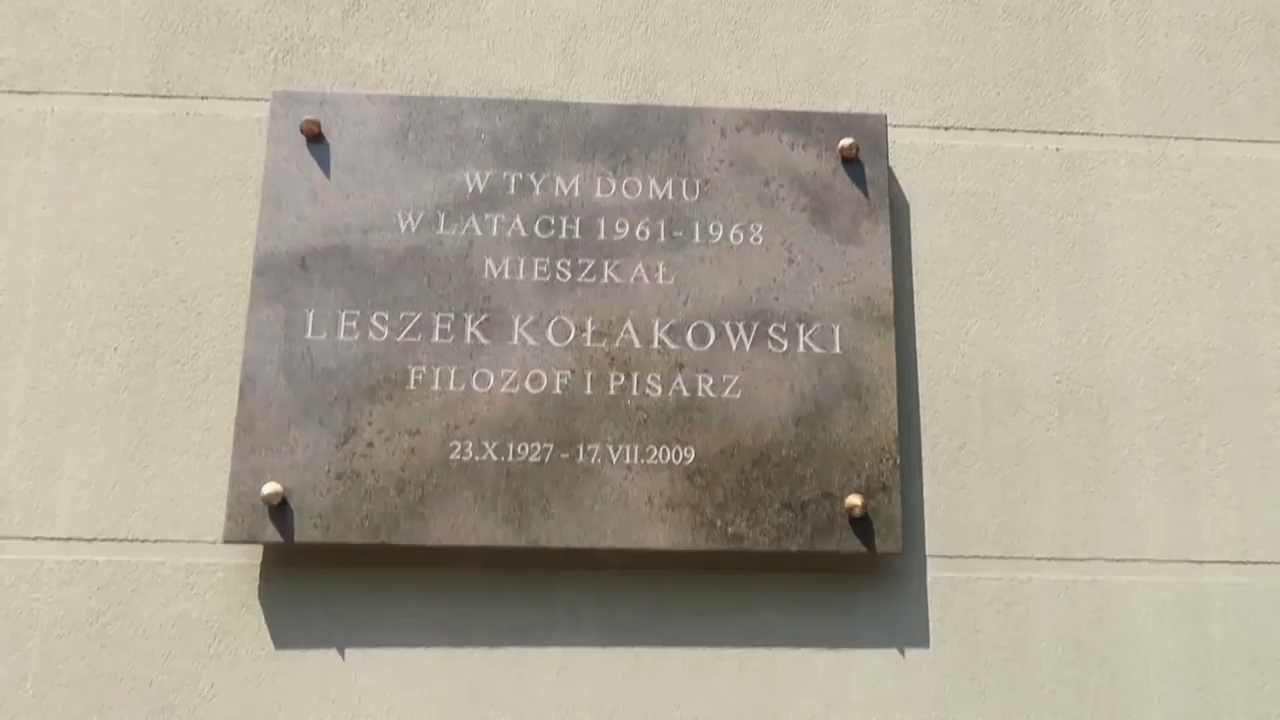 W TYM DOMU
W LATACH 1961-1968
MIESZKAŁ
LESZEK KOŁAKOWSKI
FILOZOF I PISARZ
23.X.1927 - 17.VII.2009